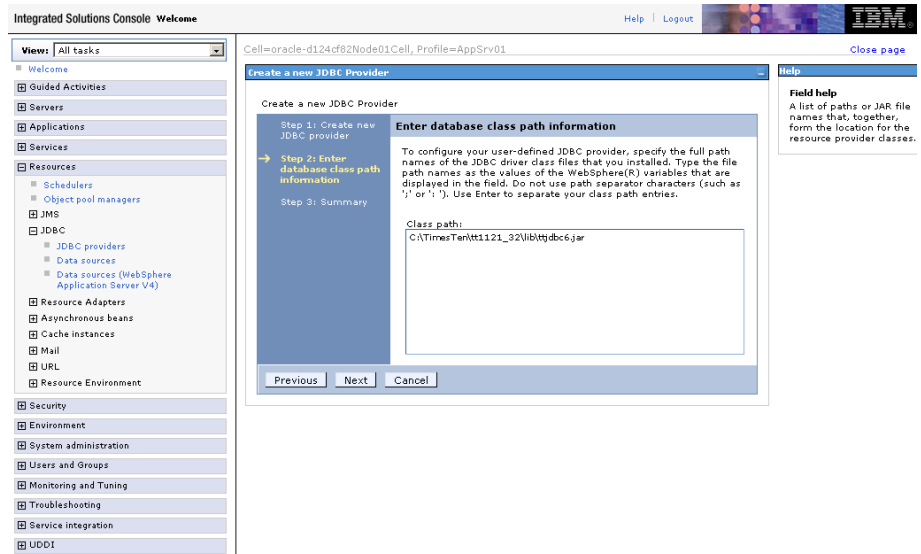 Integrated Solutions Console Welcome
Help | Logout
IBM.
View: All tasks
Welcome
Guided Activities
Servers
Applications
Services
Resources
Schedulers
Object pool managers
JMS
JDBC
JDBC providers
Data sources
Data sources (WebSphere
Application Server V4)
Resource Adapters
Asynchronous beans
Cache instances
Mail
URL
Resource Environment
Security
Environment
System administration
Users and Groups
Monitoring and Tuning
Troubleshooting
Service integration
UDDI
Cell=oracle-d124cf82Node01Cell, Profile=AppSrv01
Close page
Create a new JDBC Provider
Create a new JDBC Provider
Step 1: Create new
JDBC provider
Step 2: Enter
database class path
information
Step 3: Summary
Enter database class path information
To configure your user-defined JDBC provider, specify the full path
names of the JDBC driver class files that you installed. Type the file
path names as the values of the WebSphere(R) variables that are
displayed in the field. Do not use path separator characters (such as
';' or ': '). Use Enter to separate your class path entries.
Class path:
C:\TimesTen\tt1121_32\lib\ttjdbc6.jar
Previous Next Cancel
Help
Field help
A list of paths or JAR file
names that, together,
form the location for the
resource provider classes.